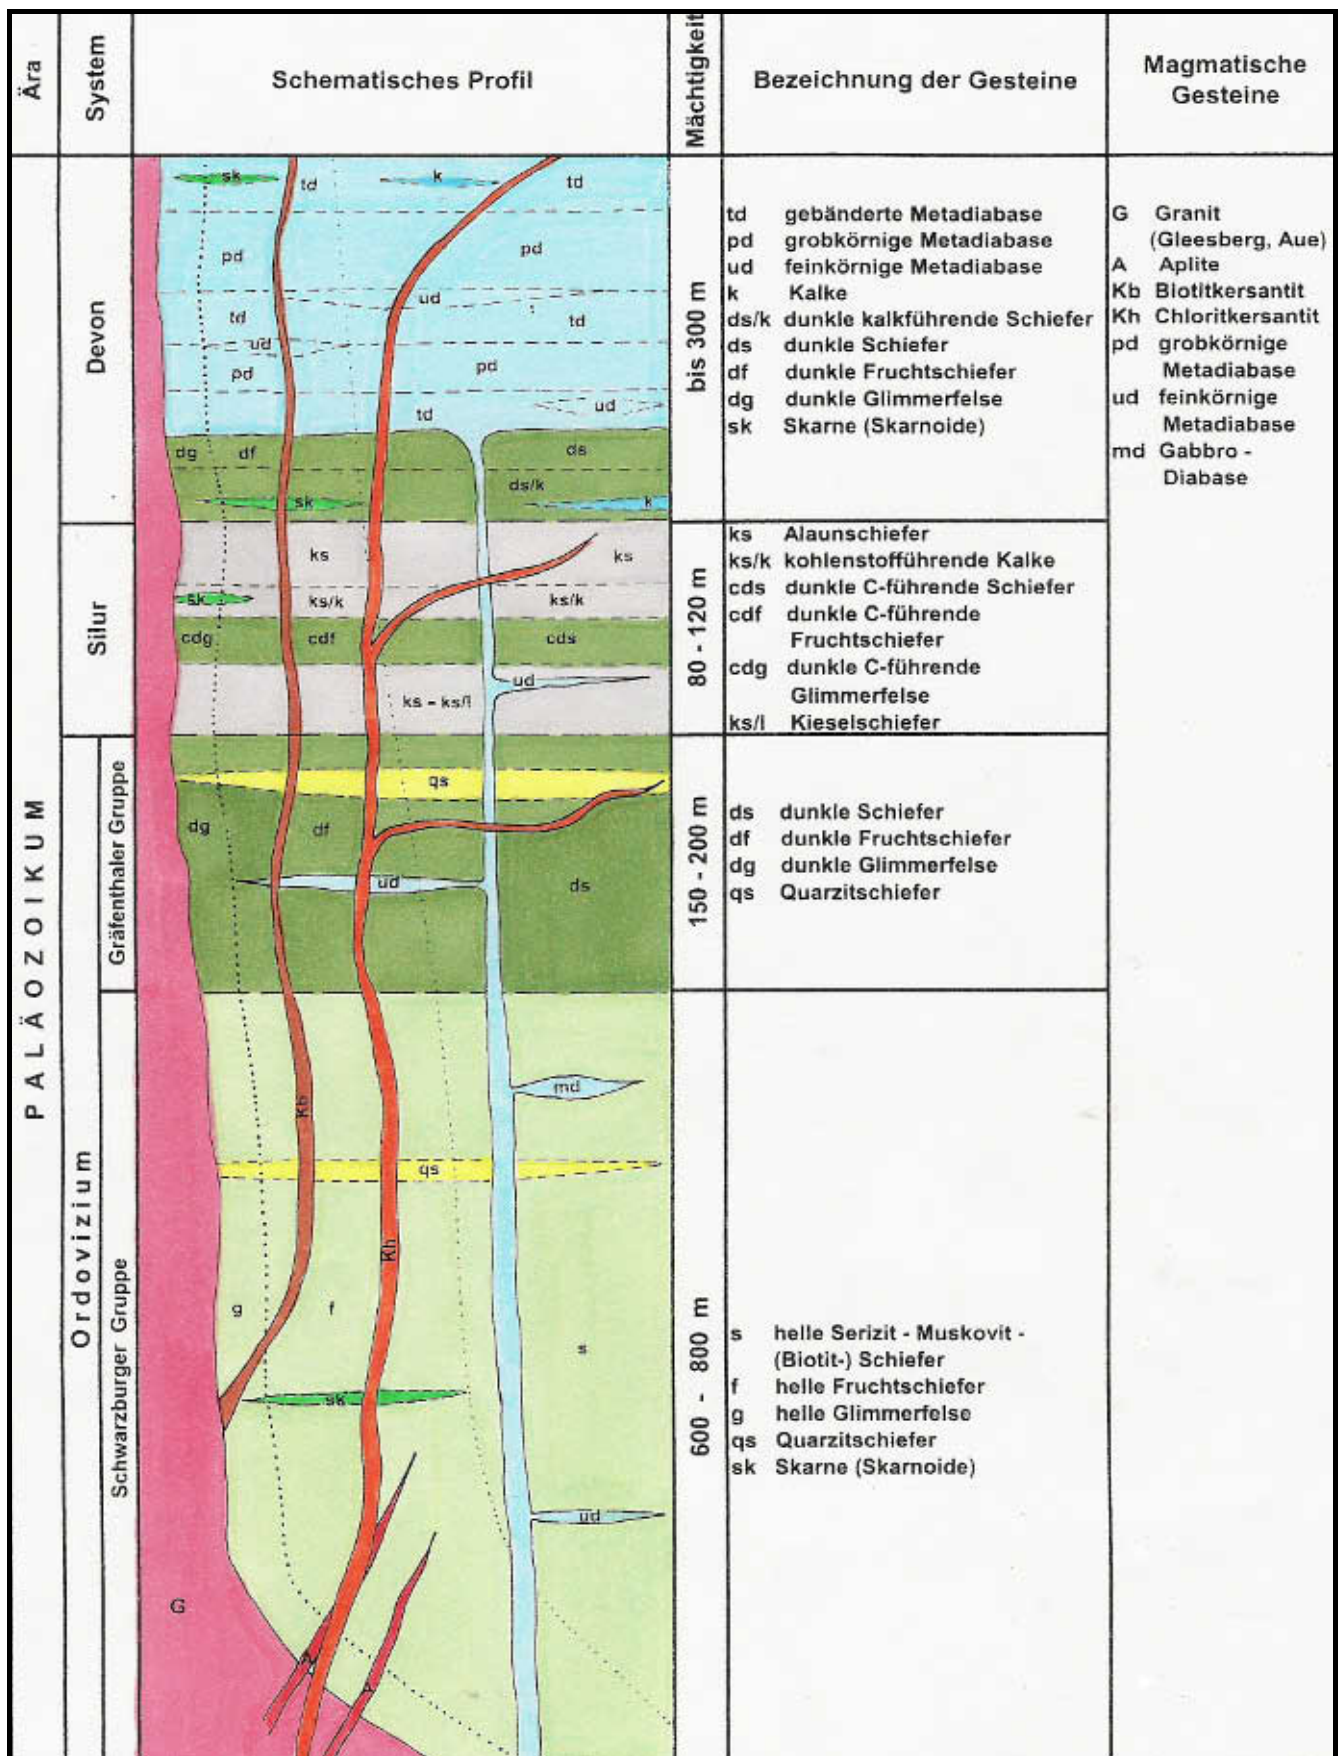 Ära
System
Schematisches Profil
Mächtigkeit
Bezeichnung der Gesteine
Magmatische
Gesteine
PALÄOZOIKUM
Devon
sk
td
k
td
pd
pd
ud
td
td
ud
pd
pd
td
ud
dg
df
ds
ds/k
sk
k
bis 300 m
td gebänderte Metadiabase
pd grobkörnige Metadiabase
ud feinkörnige Metadiabase
k Kalke
ds/k dunkle kalkführende Schiefer
ds dunkle Schiefer
df dunkle Fruchtschiefer
dg dunkle Glimmerfelse
sk Skarne (Skarnoide)
G Granit
(Gleesberg, Aue)
A Aplite
Kb Biotitkersantit
Kh Chloritkersantit
pd grobkörnige
Metadiabase
ud feinkörnige
Metadiabase
md Gabbro -
Diabase
Silur
ks
ks
sk
ks/k
ks/k
cdg
cdf
cds
ud
ks - ks/l
80 - 120 m
ks Alaunschiefer
ks/k kohlenstofführende Kalke
cds dunkle C-führende Schiefer
cdf dunkle C-führende
Fruchtschiefer
cdg dunkle C-führende
Glimmerfelse
ks/l Kieselschiefer
Ordovizium
Gräfenthaler Gruppe
qs
dg
df
ud
ds
150 - 200 m
ds dunkle Schiefer
df dunkle Fruchtschiefer
dg dunkle Glimmerfelse
qs Quarzitschiefer
Schwarzburger Gruppe
md
Kb
qs
Kh
g
f
s
sk
ud
G
A
A
600 - 800 m
s helle Serizit - Muskovit -
(Biotit-) Schiefer
f helle Fruchtschiefer
g helle Glimmerfelse
qs Quarzitschiefer
sk Skarne (Skarnoide)